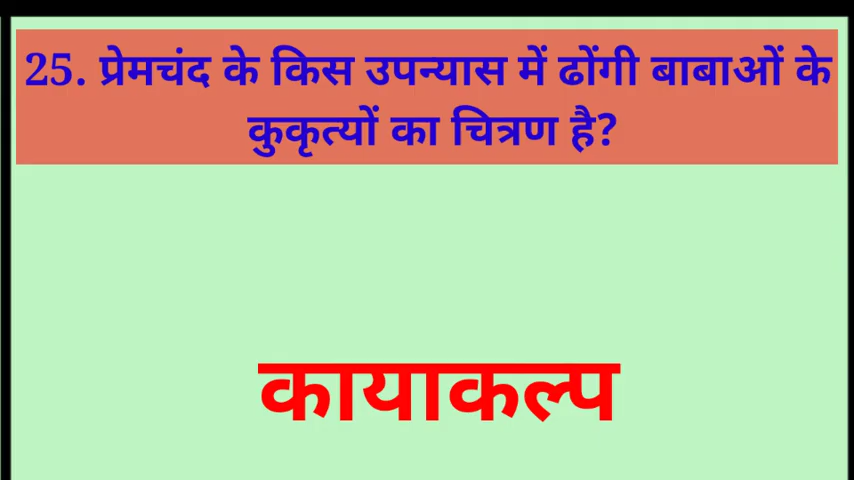 25. प्रेमचंद के किस उपन्यास में ढोंगी बाबाओं के
कुकृत्यों का चित्रण है?
कायाकल्प